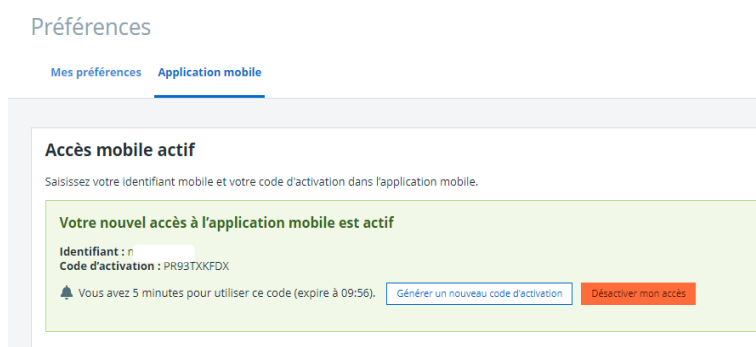 Préférences
Mes préférences Application mobile
Accès mobile actif
Saisissez votre identifiant mobile et votre code d'activation dans l'application mobile.
Votre nouvel accès à l'application mobile est actif
Identifiant :
Code d'activation : PR93TXKFDX
Vous avez 5 minutes pour utiliser ce code (expire à 09:56). Générer un nouveau code d'activation Désactiver mon accès